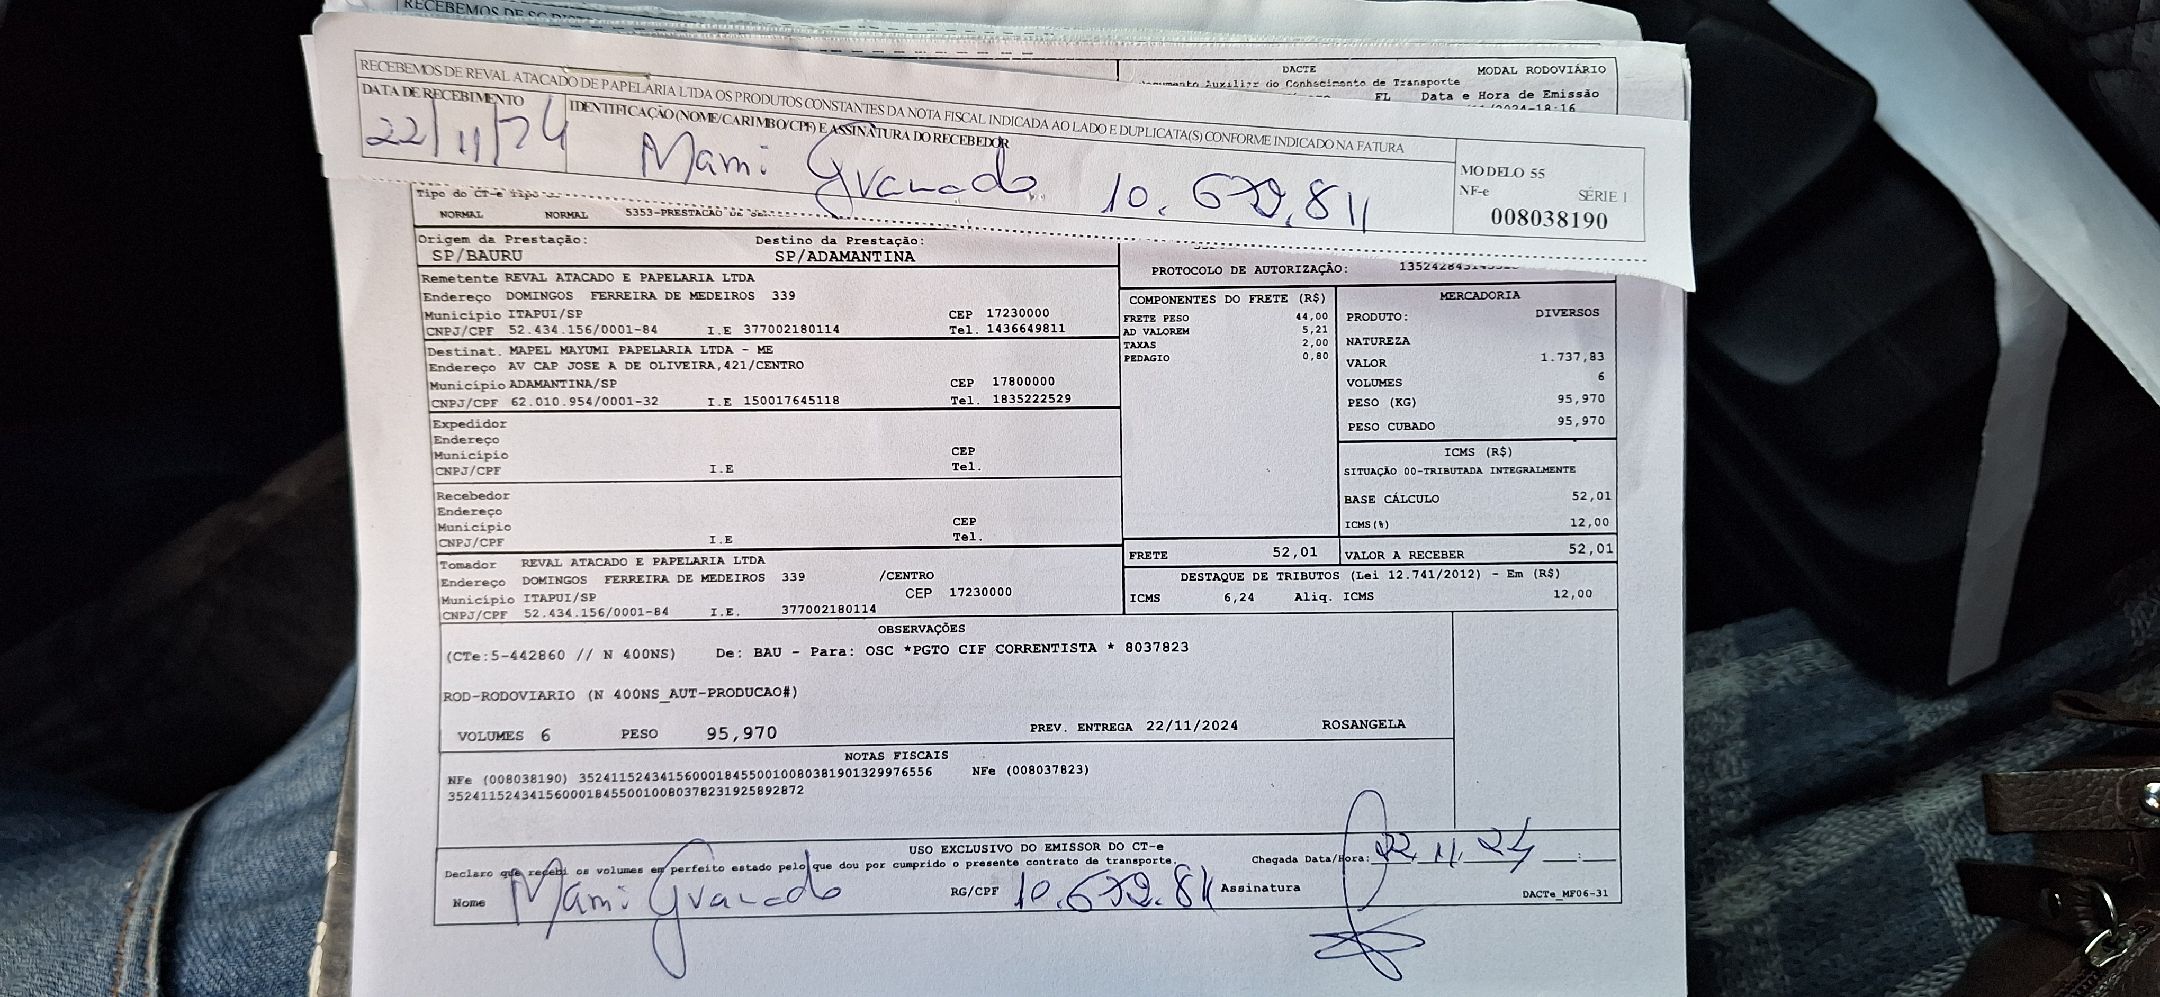 RECEBEMOS DE
DACTE
MODAL RODOVIÁRIO
Auxiliar do Conhecimento de Transporte
FL Data e Hora de Emissão
18:16
RECEBEMOS DE REVAL ATACADO DE PAPELARIA LTDA OS PRODUTOS CONSTANTES DA NOTA FISCAL INDICADA AO LADO E DUPLICATA(S) CONFORME INDICADO NA FATURA
DATA DE RECEBIMENTO
IDENTIFICAÇÃO (NOME/CARIMBO/CPF) E ASSINATURA DO RECEBEDOR
22/11/24
Mami
MODELO 55
NF-e SÉRIE 1
008038190
Tipo do CT-e
NORMAL NORMAL 5353-PRESTACAO DE
Origem da Prestação: Destino da Prestação:
SP/BAURU SP/ADAMANTINA
PROTOCOLO DE AUTORIZAÇÃO:
Remetente REVAL ATACADO E PAPELARIA LTDA
Endereço DOMINGOS FERREIRA DE MEDEIROS 339
Município ITAPUI/SP CEP 17230000
CNPJ/CPF 52.434.156/0001-84 I.E 377002180114 Tel. 1436649811
Destinat. MAPEL MAYUMI PAPELARIA LTDA - ME
Endereço AV CAP JOSE A DE OLIVEIRA,421/CENTRO
Município ADAMANTINA/SP CEP 17800000
CNPJ/CPF 62.010.954/0001-32 I.E 150017645118 Tel. 1835222529
Expedidor
Endereço
Município CEP
CNPJ/CPF I.E Tel.
Recebedor
Endereço
Município CEP
CNPJ/CPF I.E Tel.
Tomador REVAL ATACADO E PAPELARIA LTDA
Endereço DOMINGOS FERREIRA DE MEDEIROS 339 /CENTRO
Município ITAPUI/SP CEP 17230000
CNPJ/CPF 52.434.156/0001-84 I.E. 377002180114
COMPONENTES DO FRETE (R$)
FRETE PESO 44,00
AD VALOREM 5,21
TAXAS 2,00
PEDAGIO 0,80
MERCADORIA
PRODUTO: DIVERSOS
NATUREZA
VALOR 1.737,83
VOLUMES 6
PESO (KG) 95,970
PESO CUBADO 95,970
ICMS (R$)
SITUAÇÃO 00-TRIBUTADA INTEGRALMENTE
BASE CÁLCULO 52,01
ICMS(%) 12,00
FRETE 52,01 VALOR A RECEBER 52,01
DESTAQUE DE TRIBUTOS (Lei 12.741/2012) - Em (R$)
ICMS 6,24 Aliq. ICMS 12,00
OBSERVAÇÕES
(CTe:5-442860 // N 400NS) De: BAU - Para: OSC *PGTO CIF CORRENTISTA * 8037823
ROD-RODOVIARIO (N 400NS_AUT-PRODUCAO#)
VOLUMES 6 PESO 95,970 PREV. ENTREGA 22/11/2024 ROSANGELA
NOTAS FISCAIS
NFe (008038190) 35241152434156000184550010080381901329976556 NFe (008037823)
35241152434156000184550010080378231925892872
USO EXCLUSIVO DO EMISSOR DO CT-e
Declaro que recebi os volumes em perfeito estado pelo que dou por cumprido o presente contrato de transporte.
Chegada Data/Hora: 22.11.24 __:__
Nome Mami
RG/CPF
Assinatura
DACTe_MF06-31